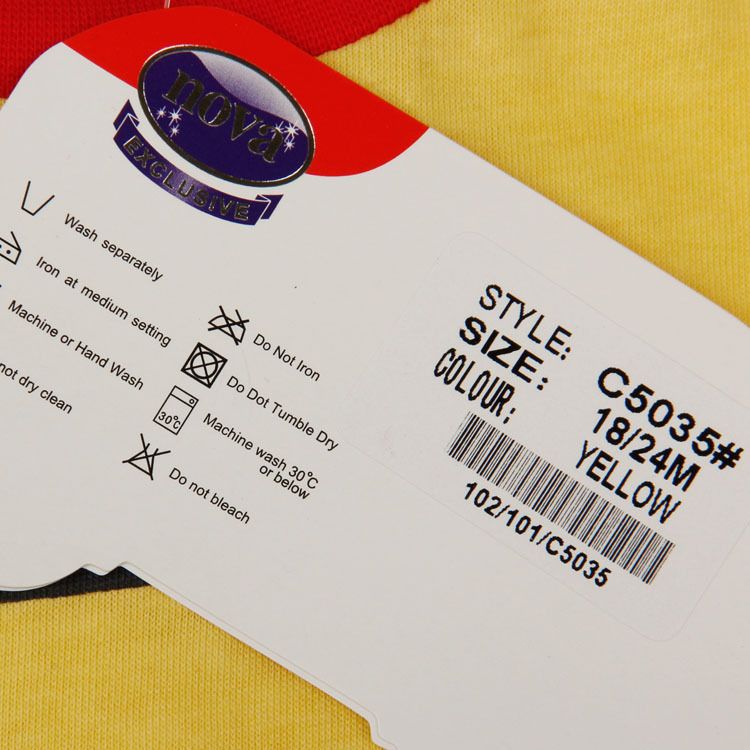 nova
EXCLUSIVE
Wash separately
Iron at medium setting
Machine or Hand Wash
not dry clean
Do Not Iron
Do Dot Tumble Dry
30°C
Machine wash 30°C
or below
Do not bleach
STYLE: C5035#
SIZE: 18/24M
COLOUR: YELLOW
102/101/C5035